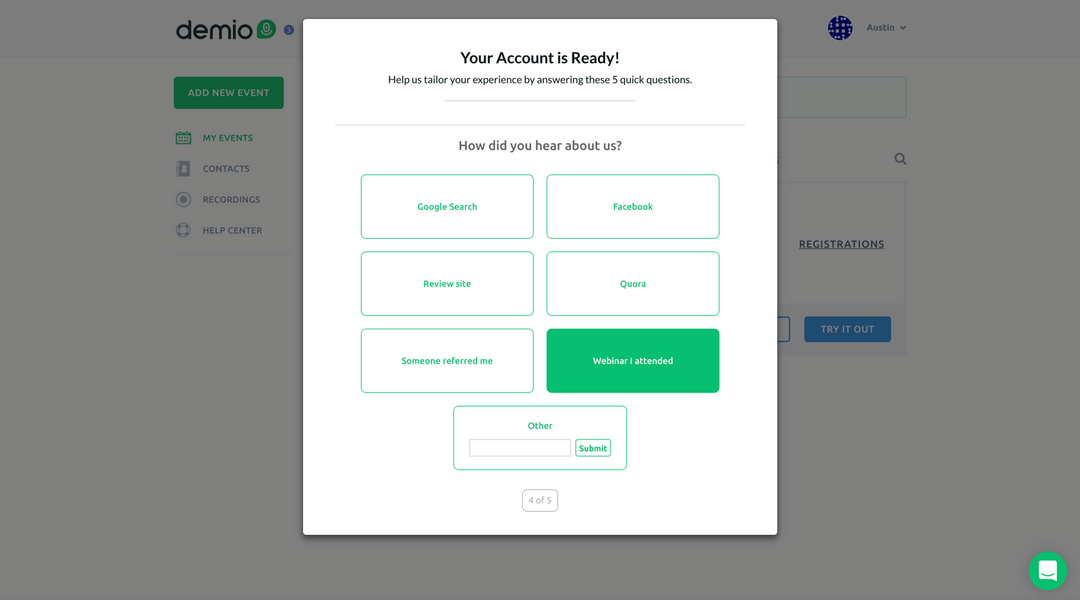 demio
3
Austin
ADD NEW EVENT
MY EVENTS
CONTACTS
RECORDINGS
HELP CENTER
Your Account is Ready!
Help us tailor your experience by answering these 5 quick questions.
How did you hear about us?
Google Search
Facebook
Review site
Quora
Someone referred me
Webinar I attended
Other
Submit
4 of 5
REGISTRATIONS
TRY IT OUT